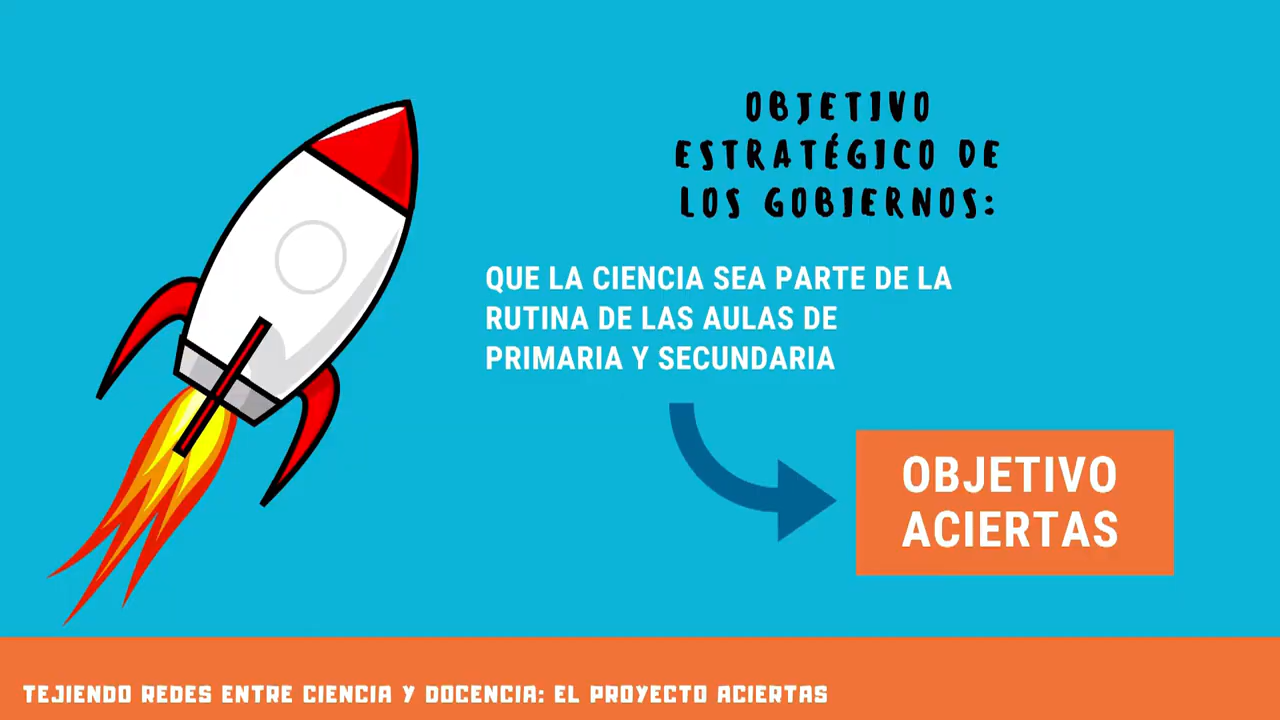 OBJETIVO
ESTRATÉGICO DE
LOS GOBIERNOS:
QUE LA CIENCIA SEA PARTE DE LA
RUTINA DE LAS AULAS DE
PRIMARIA Y SECUNDARIA
OBJETIVO
ACIERTAS
TEJIENDO REDES ENTRE CIENCIA Y DOCENCIA: EL PROYECTO ACIERTAS